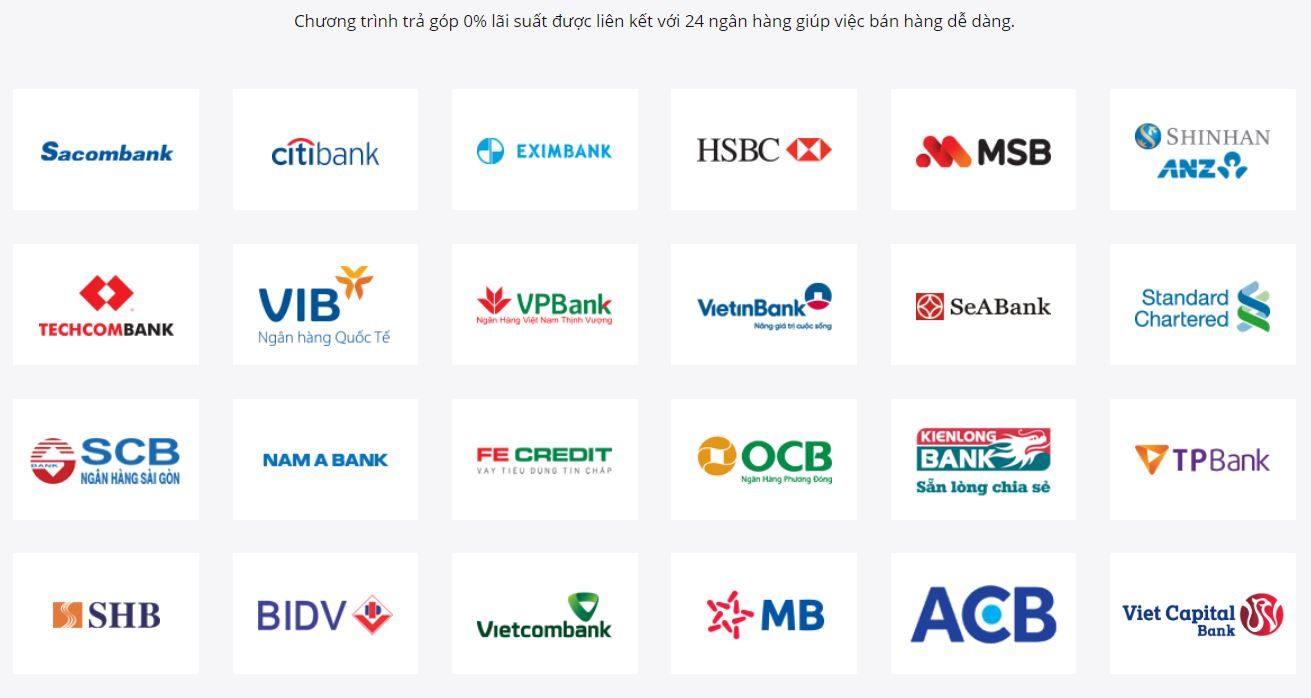 Chương trình trả góp 0% lãi suất được liên kết với 24 ngân hàng giúp việc bán hàng dễ dàng.
Sacombank
citibank
EXIMBANK
HSBC
MSB
SHINHAN
ANZ
TECHCOMBANK
VIB
Ngân hàng Quốc Tế
VPBank
Ngân Hàng Việt Nam Thịnh Vượng
VietinBank
Nâng giá trị cuộc sống
SeABank
Standard
Chartered
BANK
SCB
NGÂN HÀNG SÀI GÒN
NAM A BANK
FE CREDIT
VAY TIÊU DÙNG TÍN CHẤP
OCB
Ngân Hàng Phương Đông
KIENLONG
BANK
Sẵn lòng chia sẻ
TPBank
SHB
BIDV
Vietcombank
MB
ACB
Viet Capital
Bank